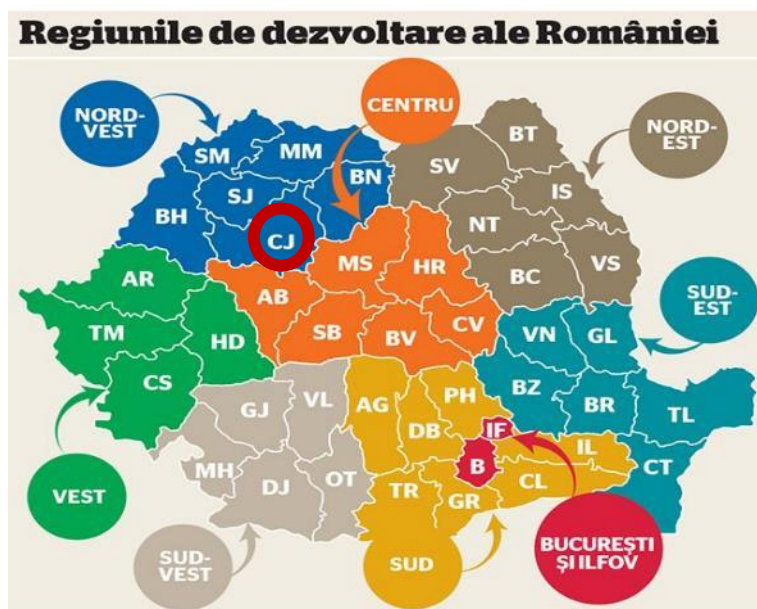 Regiunile de dezvoltare ale României
NORD-
VEST
CENTRU
NORD-
EST
SM
MM
BT
SV
BN
SJ
IS
BH
NT
CJ
MS
HR
BC
VS
AR
AB
SUD-
EST
TM
HD
SB
BV
CV
VN
GL
CS
BZ
BR
TL
GJ
VL
AG
PH
DB
IF
IL
MH
B
CT
VEST
DJ
OT
TR
GR
CL
SUD-
VEST
SUD
BUCUREȘTI
ȘI ILFOV